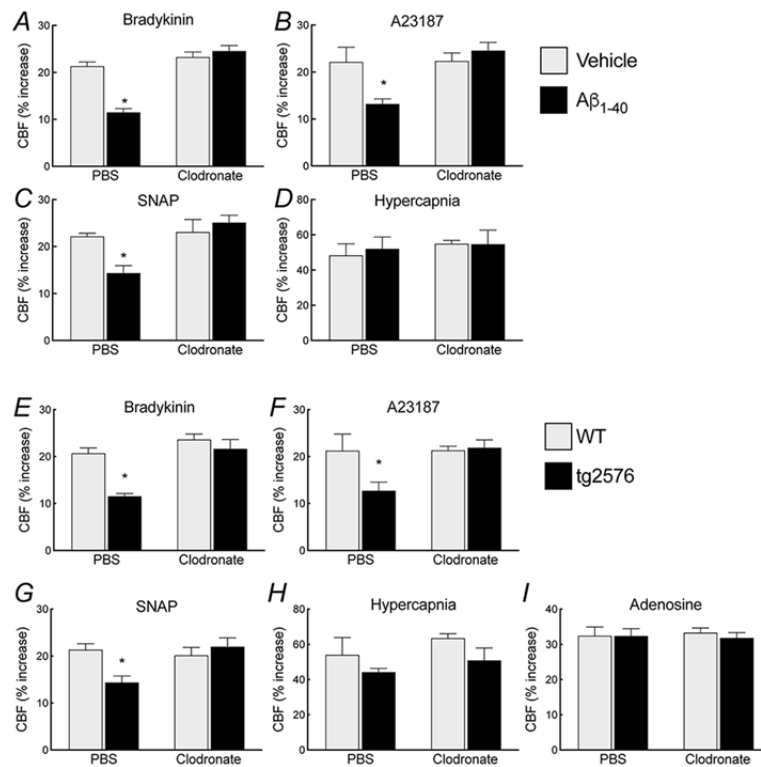 A Bradykinin
CBF (% increase)
30
20
10
0
*
PBS Clodronate
B A23187
CBF (% increase)
30
20
10
0
*
PBS Clodronate
Vehicle
Aβ1-40
C SNAP
CBF (% increase)
30
20
10
0
*
PBS Clodronate
D Hypercapnia
CBF (% increase)
80
60
40
20
0
PBS Clodronate
E Bradykinin
CBF (% increase)
30
20
10
0
*
PBS Clodronate
F A23187
CBF (% increase)
30
20
10
0
*
PBS Clodronate
WT
tg2576
G SNAP
CBF (% increase)
30
20
10
0
*
PBS Clodronate
H Hypercapnia
CBF (% increase)
80
60
40
20
0
PBS Clodronate
I Adenosine
CBF (% increase)
40
30
20
10
0
PBS Clodronate